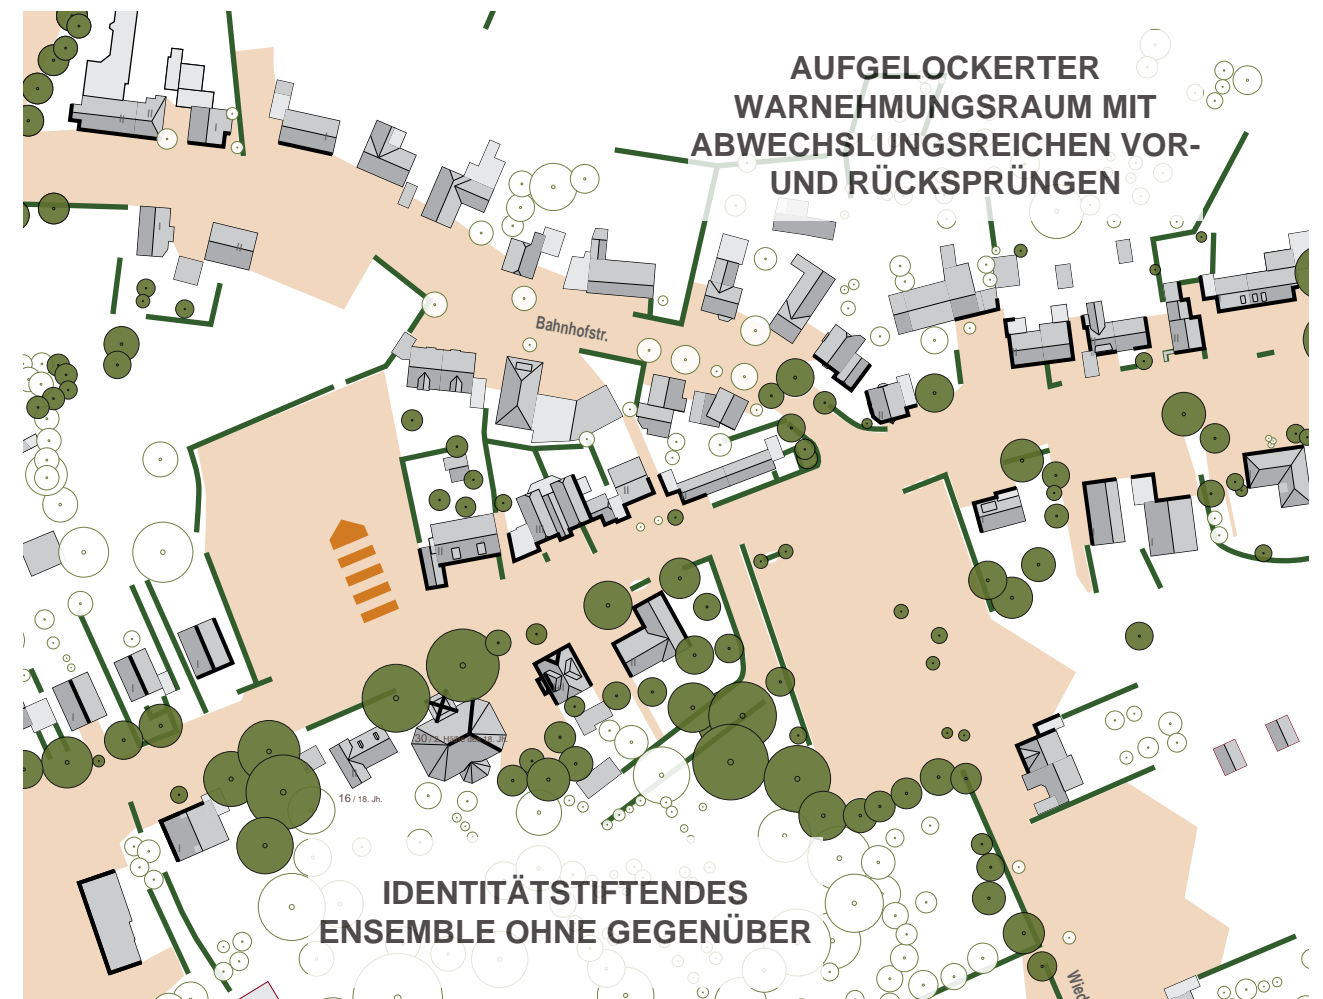 AUFGELOCKERTER
WARNEHMUNGSRAUM MIT
ABWECHSLUNGSREICHEN VOR-
UND RÜCKSPRÜNGEN
Bahnhofstr.
16 / 18. Jh.
IDENTITÄTSTIFTENDES
ENSEMBLE OHNE GEGENÜBER